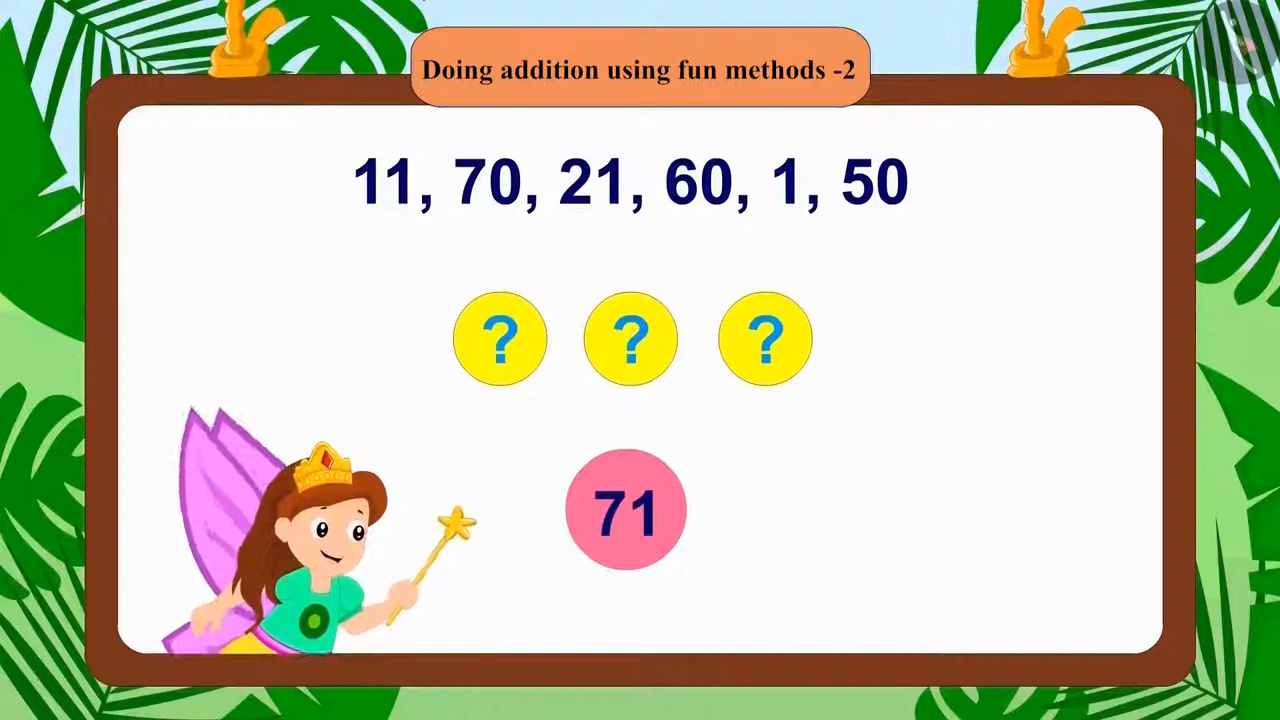 Doing addition using fun methods -2
11, 70, 21, 60, 1, 50
? ? ?
71